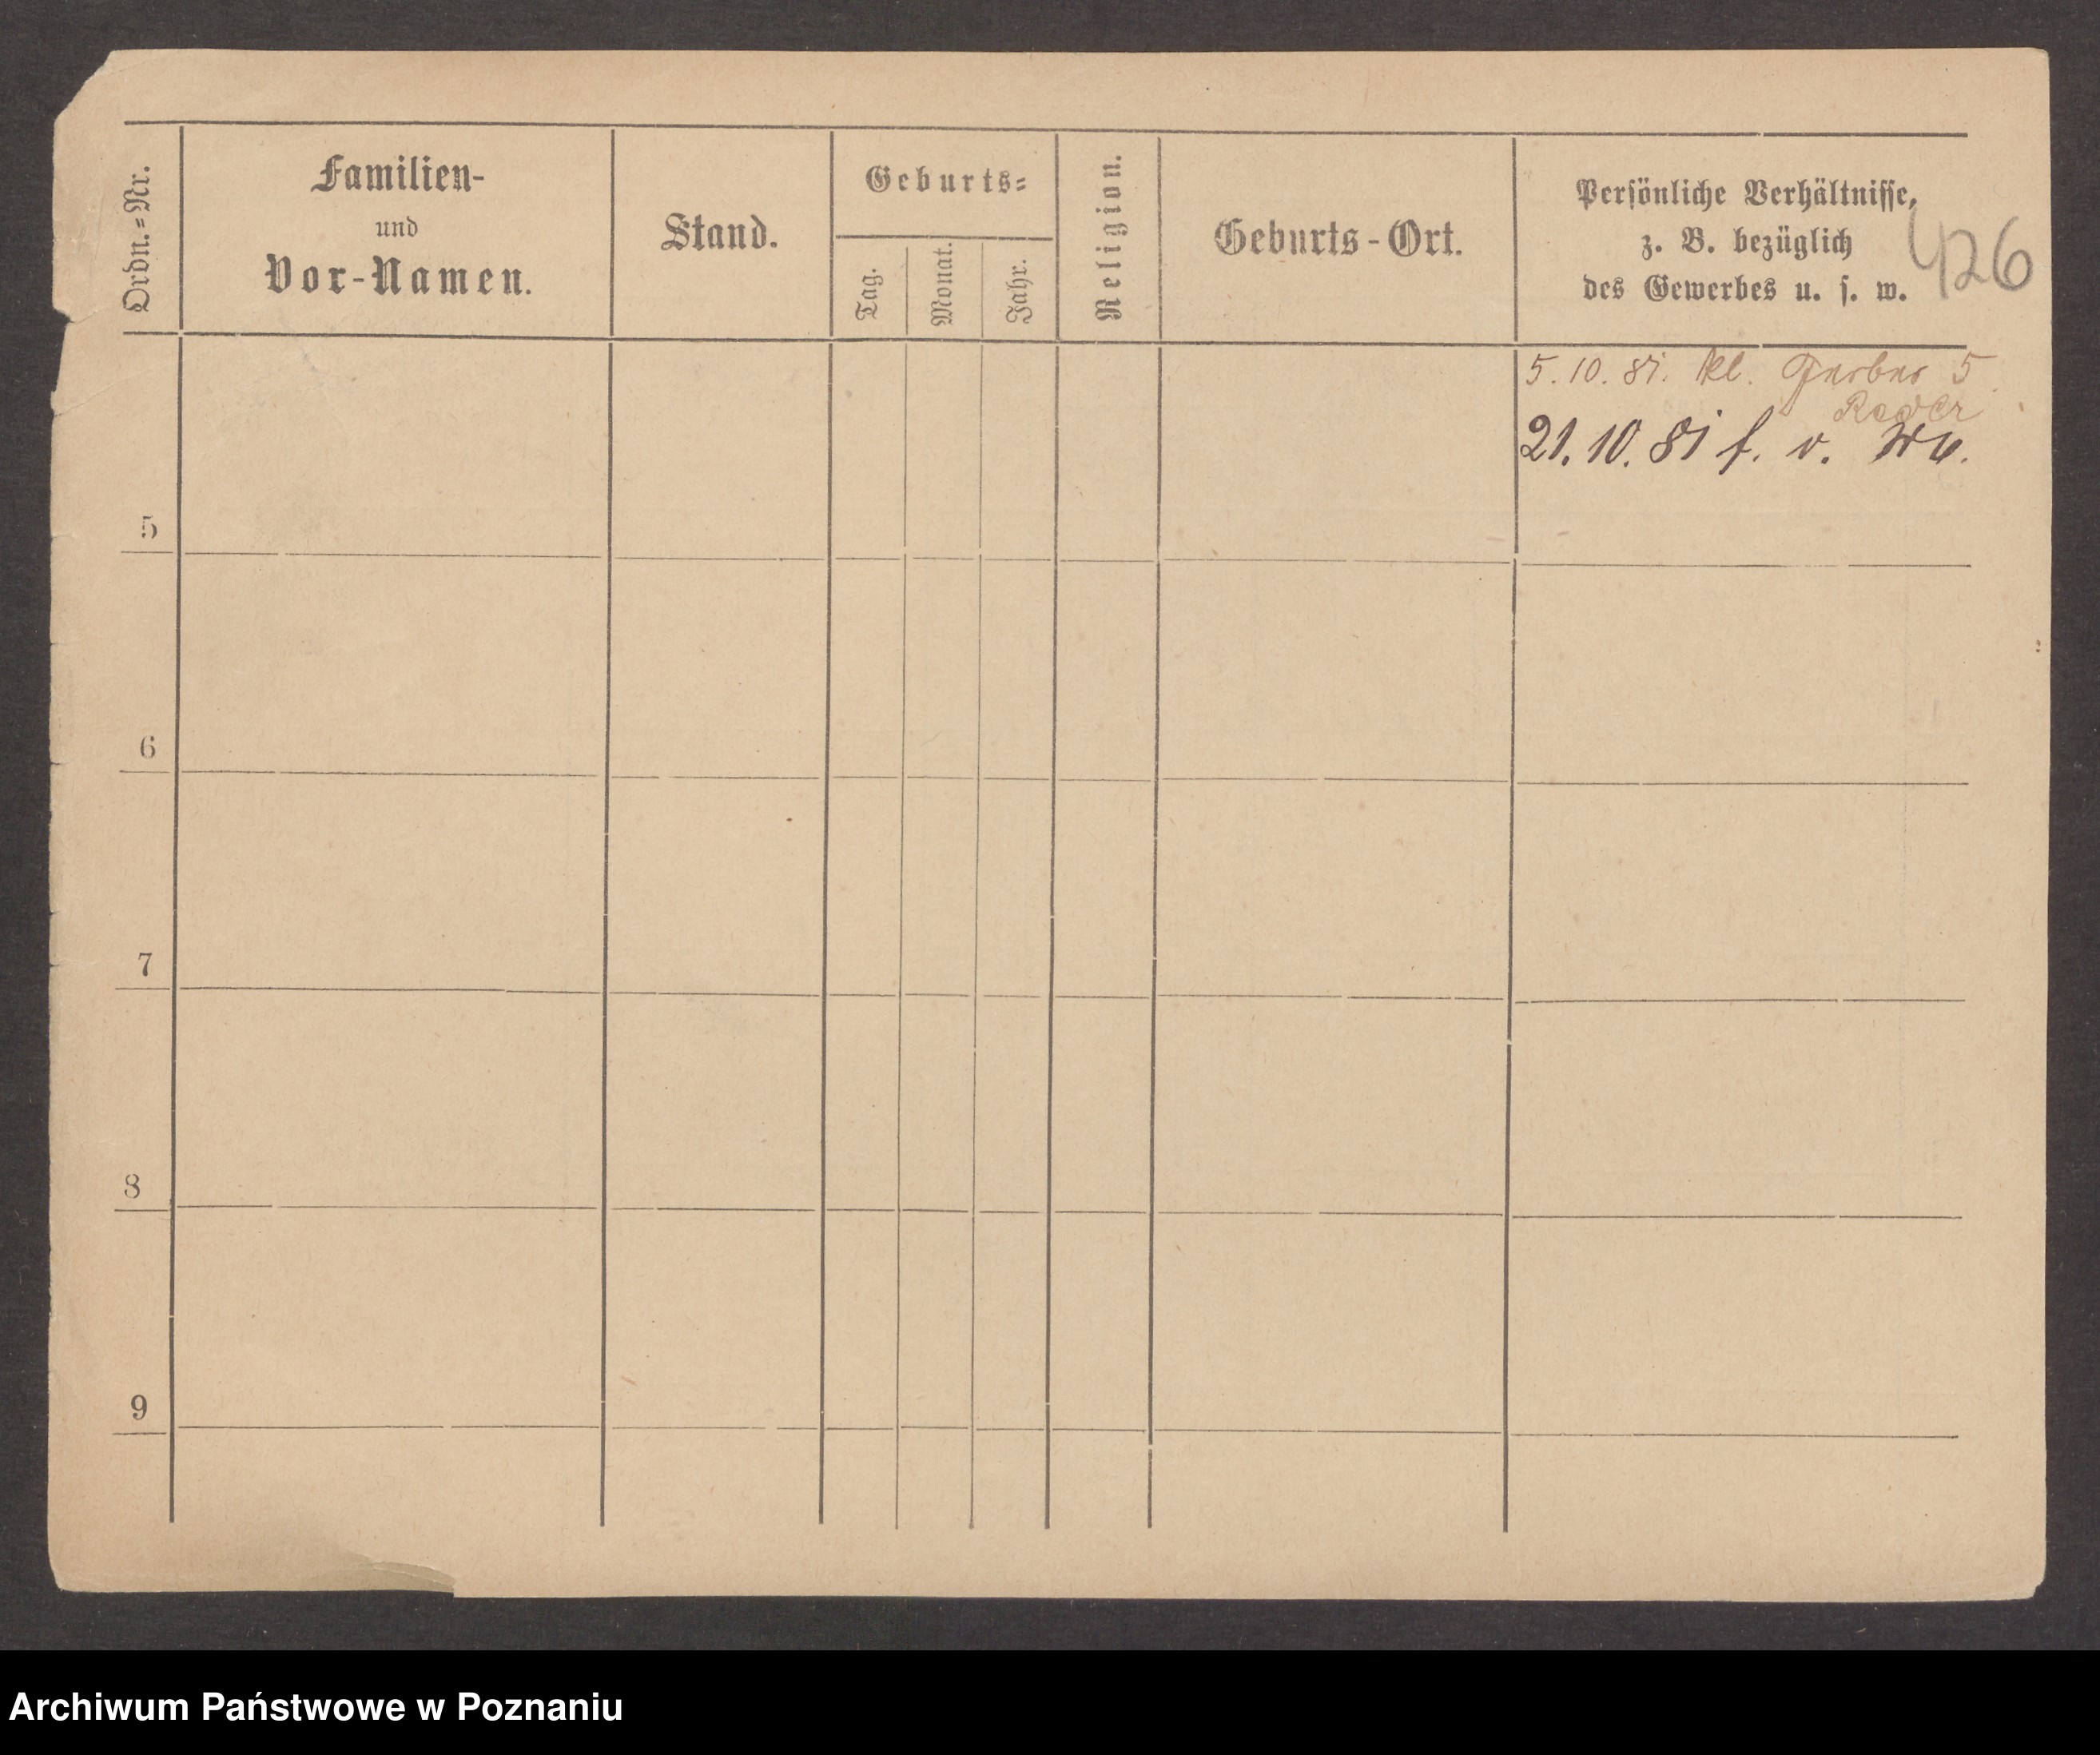 Ordn.=Nr.
Familien-
und
Vor-Namen.
Stand.
Geburts=
Tag.
Monat.
Jahr.
Religion.
Geburts-Ort.
Persönliche Verhältnisse,
z. B. bezüglich
des Gewerbes u. s. w.
426
5. 10. 81. Kl. Gerber 5
21. 10. 81 f. v.
5
6
7
8
9
Archiwum Państwowe w Poznaniu